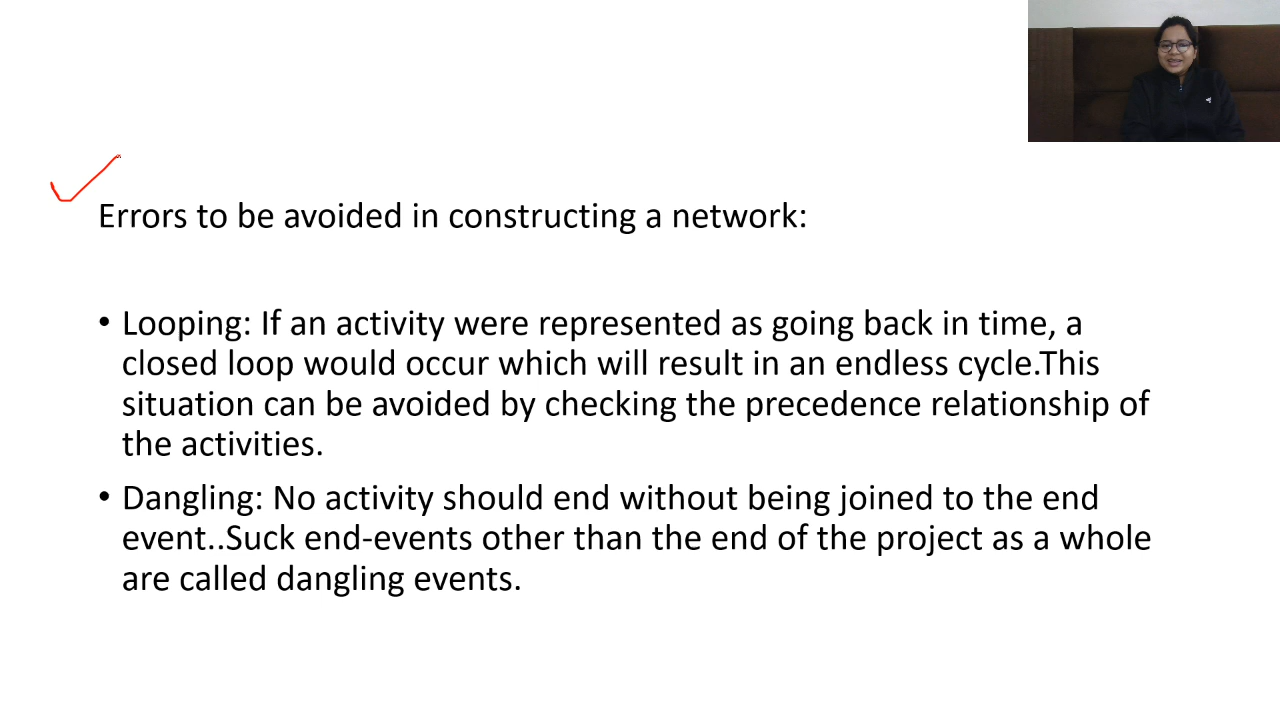 Errors to be avoided in constructing a network:
• Looping: If an activity were represented as going back in time, a
closed loop would occur which will result in an endless cycle.This
situation can be avoided by checking the precedence relationship of
the activities.
• Dangling: No activity should end without being joined to the end
event..Suck end-events other than the end of the project as a whole
are called dangling events.